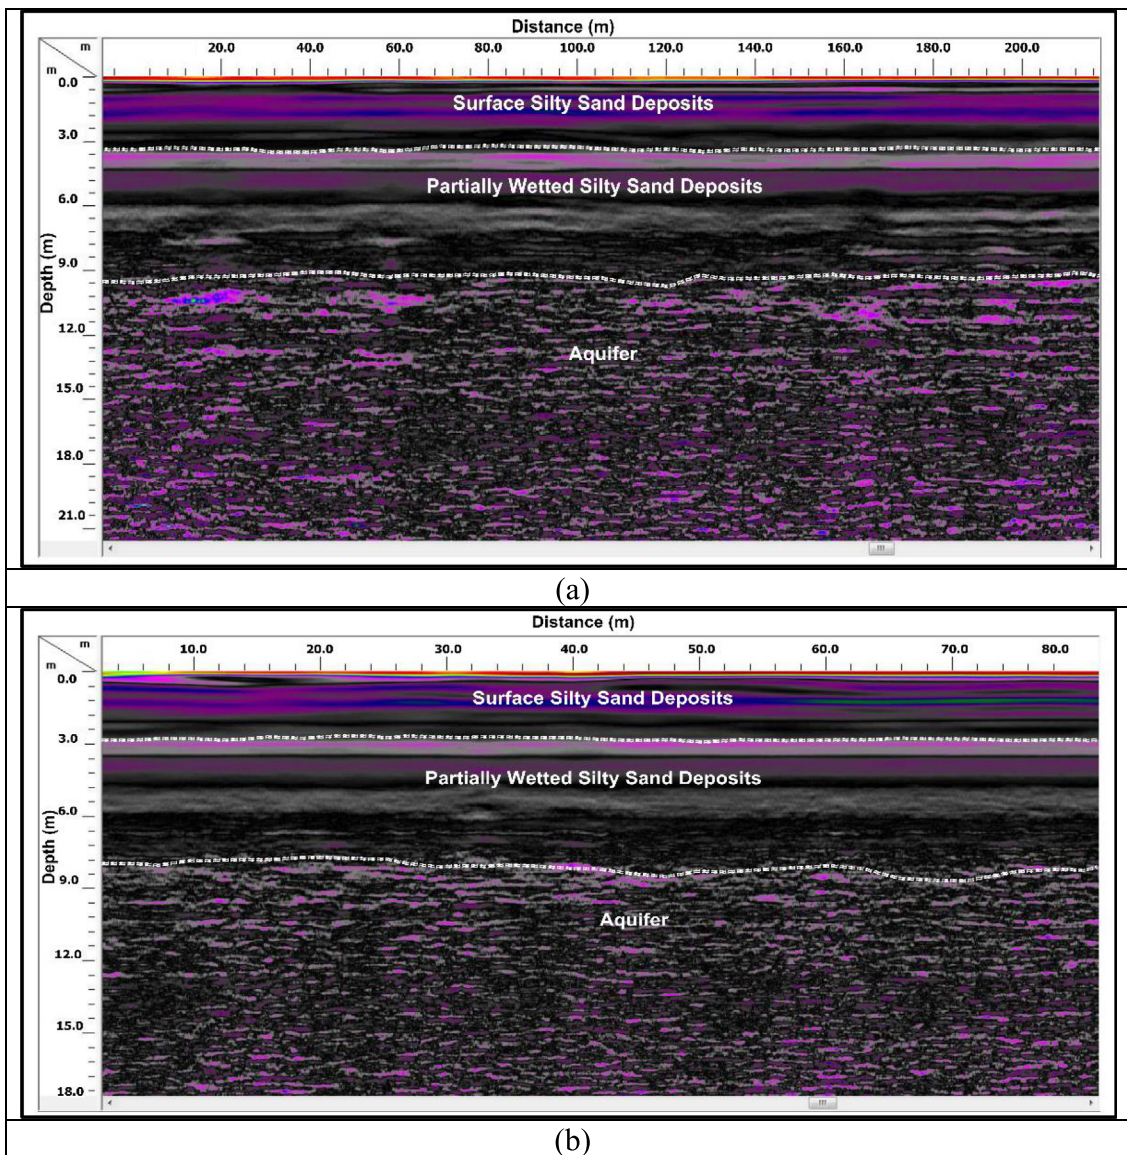 Distance (m)
m 20.0 40.0 60.0 80.0 100.0 120.0 140.0 160.0 180.0 200.0
m
0.0
Surface Silty Sand Deposits
3.0
Partially Wetted Silty Sand Deposits
6.0
9.0
Depth (m)
12.0
Aquifer
15.0
18.0
21.0
(a)
Distance (m)
m 10.0 20.0 30.0 40.0 50.0 60.0 70.0 80.0
m
0.0
Surface Silty Sand Deposits
3.0
Partially Wetted Silty Sand Deposits
6.0
Depth (m)
9.0
Aquifer
12.0
15.0
18.0
(b)